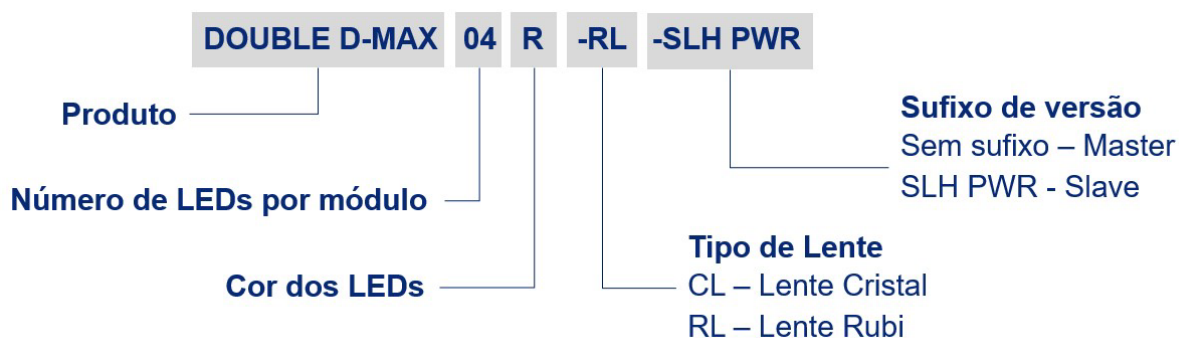 DOUBLE D-MAX 04 R -RL -SLH PWR
Produto
Número de LEDs por módulo
Cor dos LEDs
Sufixo de versão
Sem sufixo – Master
SLH PWR - Slave
Tipo de Lente
CL – Lente Cristal
RL – Lente Rubi